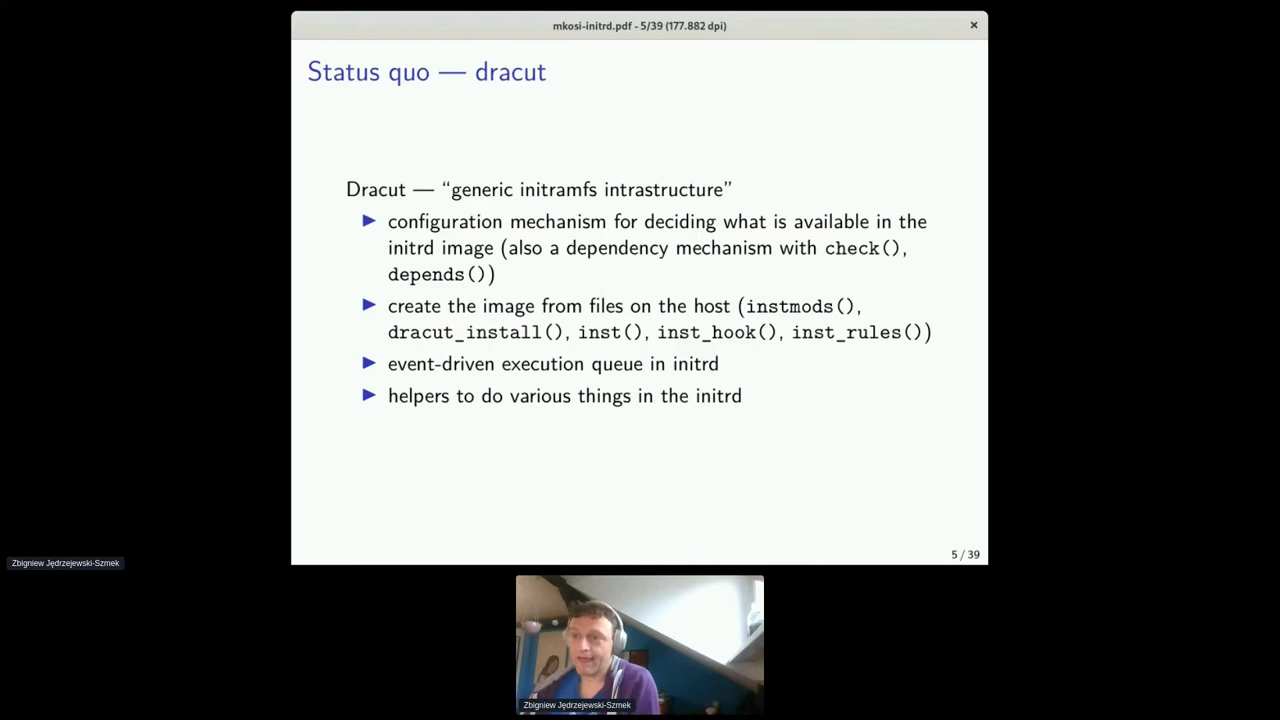 mkosi-initrd.pdf - 5/39 (177.882 dpi)
Status quo — dracut
Dracut — “generic initramfs intrastructure”
configuration mechanism for deciding what is available in the
initrd image (also a dependency mechanism with check(),
depends())
create the image from files on the host (instmods(),
dracut_install(), inst(), inst_hook(), inst_rules())
event-driven execution queue in initrd
helpers to do various things in the initrd
5 / 39
Zbigniew Jędrzejewski-Szmek
Zbigniew Jędrzejewski-Szmek